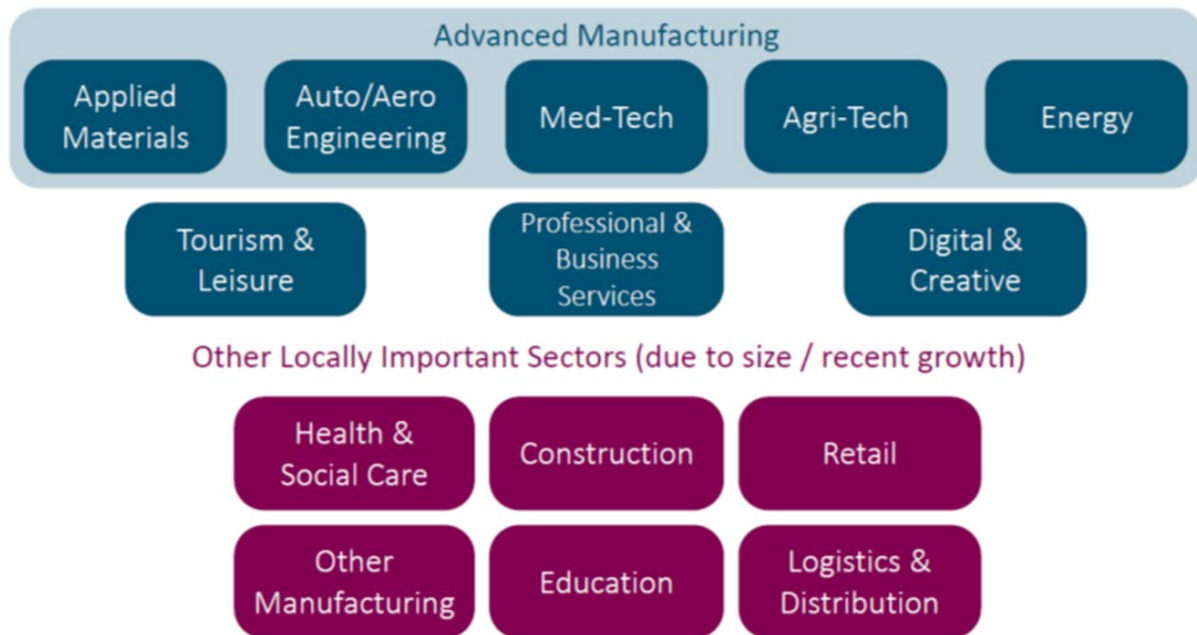 Advanced Manufacturing
Applied
Materials
Auto/Aero
Engineering
Med-Tech
Agri-Tech
Energy
Tourism &
Leisure
Professional &
Business
Services
Digital &
Creative
Other Locally Important Sectors (due to size / recent growth)
Health &
Social Care
Construction
Retail
Other
Manufacturing
Education
Logistics &
Distribution